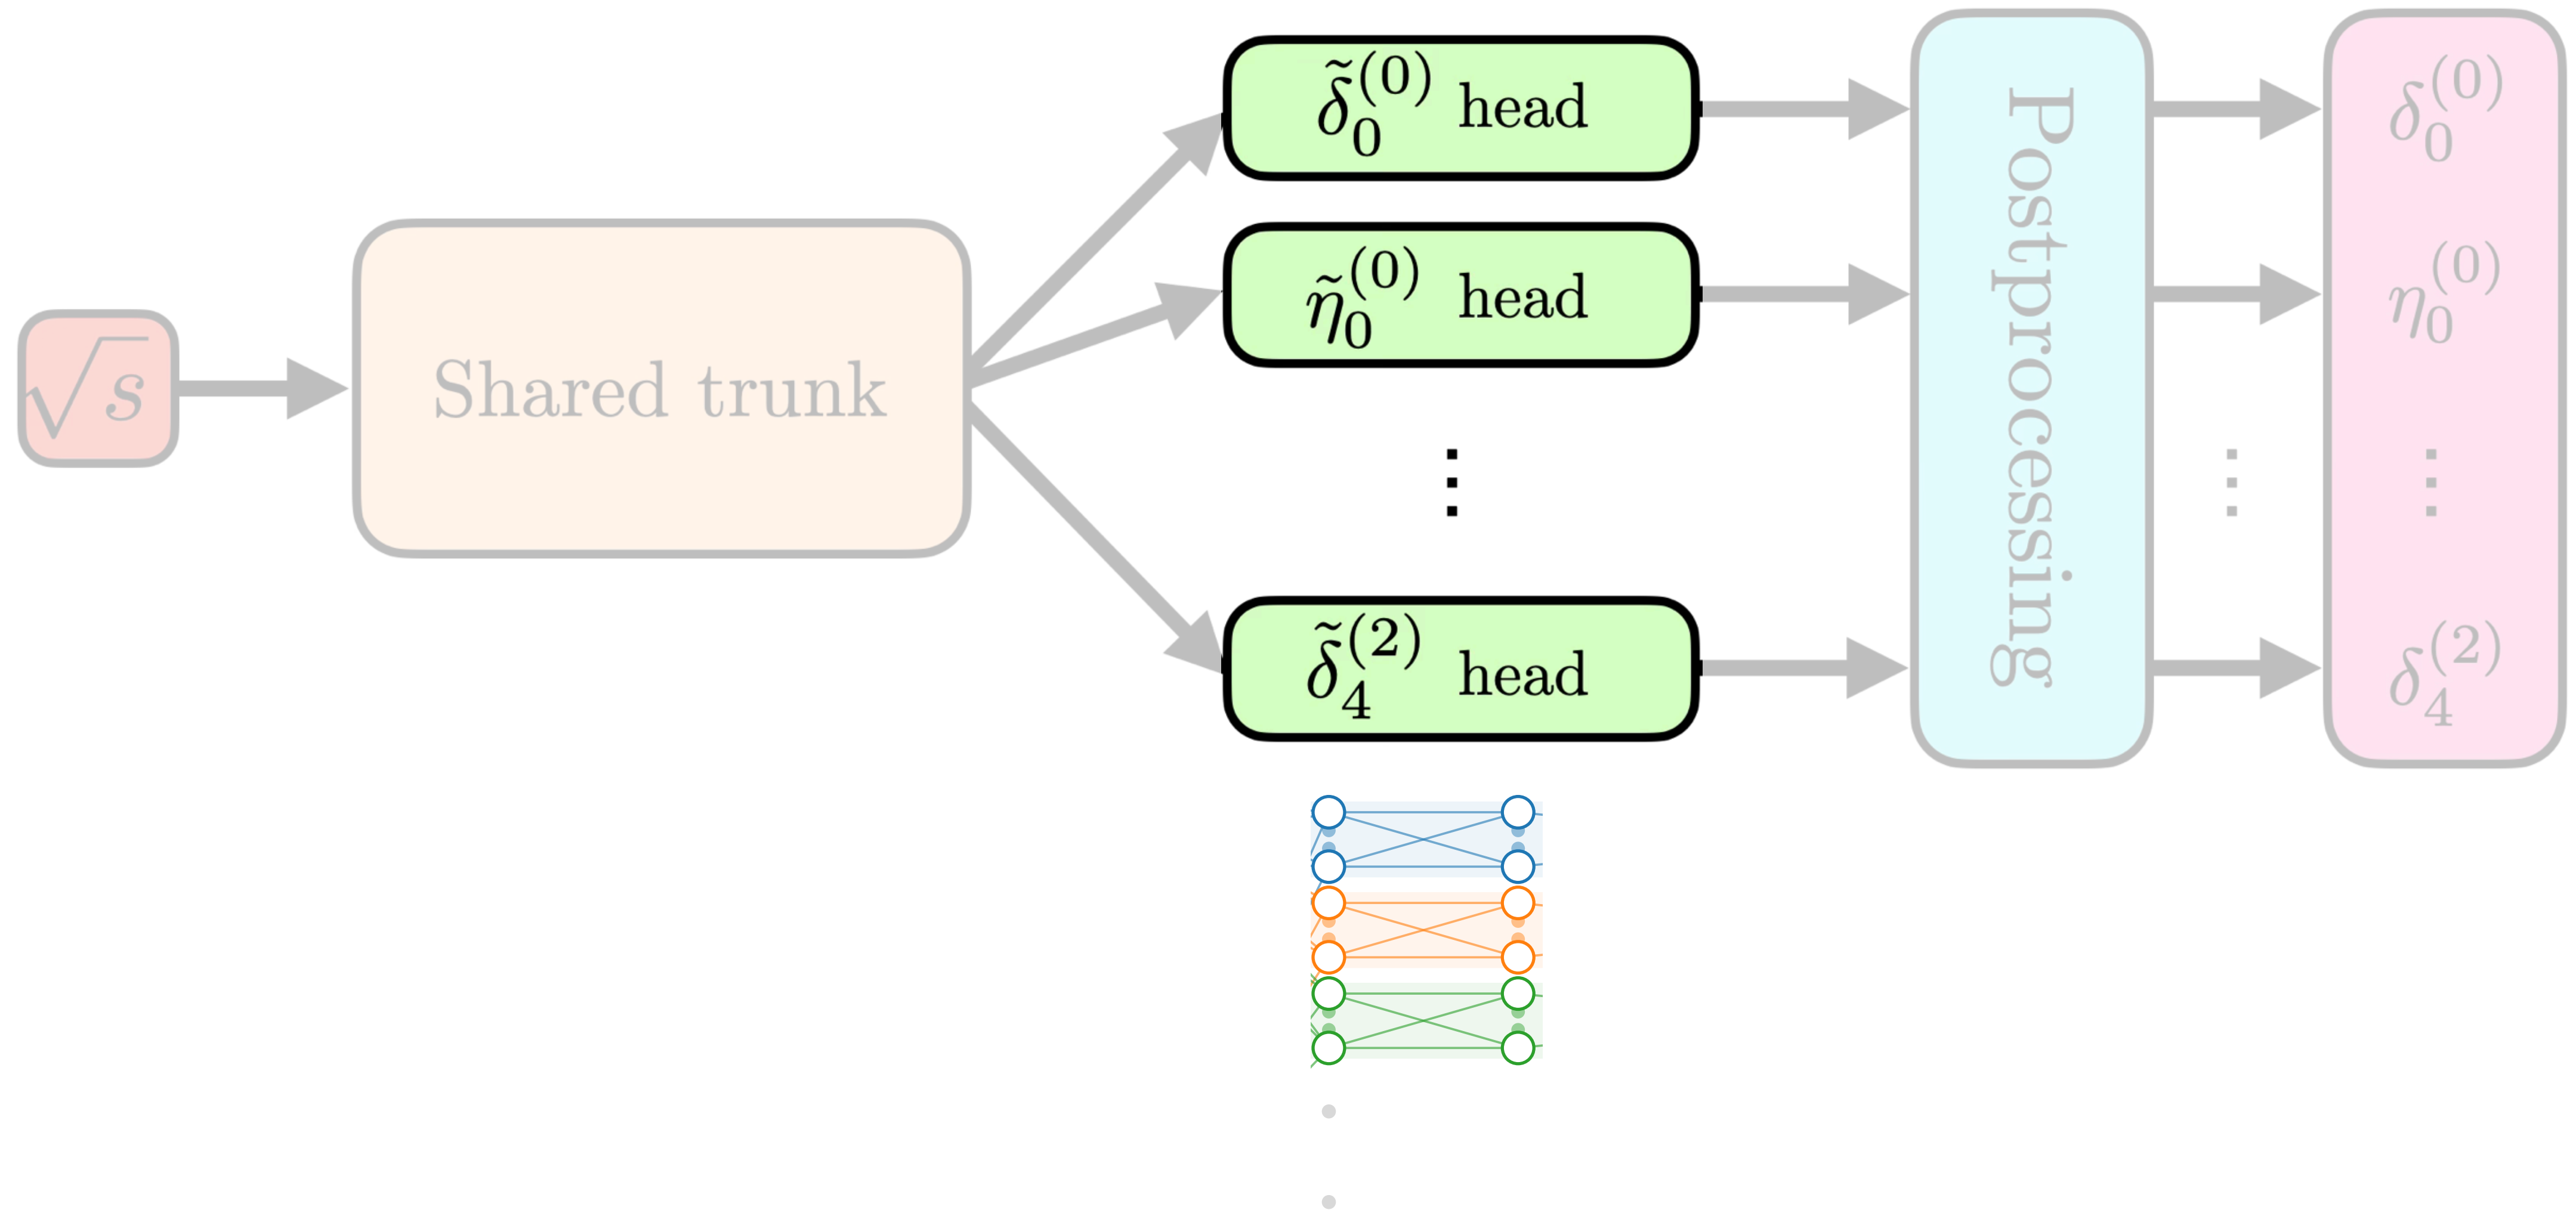 √s
Shared trunk
δ̃₀⁽⁰⁾ head
η̃₀⁽⁰⁾ head
⋮
δ̃₄⁽²⁾ head
Postprocessing
⋮
δ₀⁽⁰⁾
η₀⁽⁰⁾
⋮
δ₄⁽²⁾